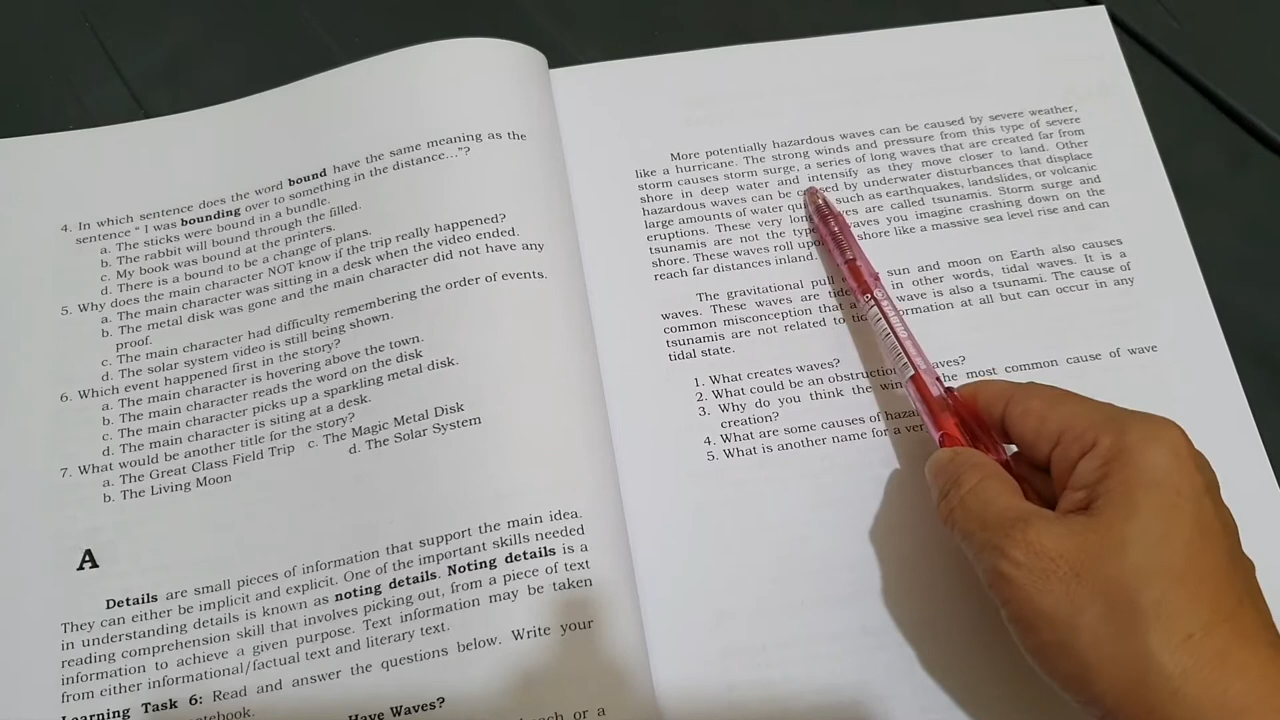 4. In which sentence does the word bound have the same meaning as the
sentence " I was bounding over to something in the distance..."?
a. The sticks were bound in a bundle.
b. The rabbit will bound through the filled.
c. My book was bound at the printers.
d. There is a bound to be a change of plans.
5. Why does the main character NOT know if the trip really happened?
a. The main character was sitting in a desk when the video ended.
b. The metal disk was gone and the main character did not have any
proof.
c. The main character had difficulty remembering the order of events.
d. The solar system video is still being shown.
6. Which event happened first in the story?
a. The main character is hovering above the town.
b. The main character reads the word on the disk
c. The main character picks up a sparkling metal disk.
d. The main character is siting at a desk.
7. What would be another title for the story?
a. The Great Class Field Trip c. The Magic Metal Disk
b. The Living Moon d. The Solar System
A
Details are small pieces of information that support the main idea.
They can either be implicit and explicit. One of the important skills needed
in understanding details is known as noting details. Noting details is a
reading comprehension skill that involves picking out, from a piece of text
information to achieve a given purpose. Text information may be taken
from either informational/factual text and literary text.
Learning Task 6: Read and answer the questions below. Write your
Have Waves?
or a
More potentially hazardous waves can be caused by severe weather,
like a hurricane. The strong winds and pressure from this type of severe
storm causes storm surge, a series of long waves that are created far from
shore in deep water and intensify as they move closer to land. Other
hazardous waves can be by underwater disturbances that displace
large amounts of water such as earthquakes, landslides, or volcanic
eruptions. These very are called tsunamis. Storm surge and
tsunamis are not the waves you imagine crashing down on the
shore. These waves roll shore like a massive sea level rise and can
reach far distances inland.
The gravitational pull sun and moon on Earth also causes
waves. These waves are in other words, tidal waves. It is a
common misconception that a wave is also a tsunami. The cause of
tsunamis are not related to formation at all but can occur in any
tidal state.
1. What creates waves?
2. What could be an waves?
3. Why do you think the the most common cause of wave
creation?
4. What are some causes of
5. What is another name for a
STABILO